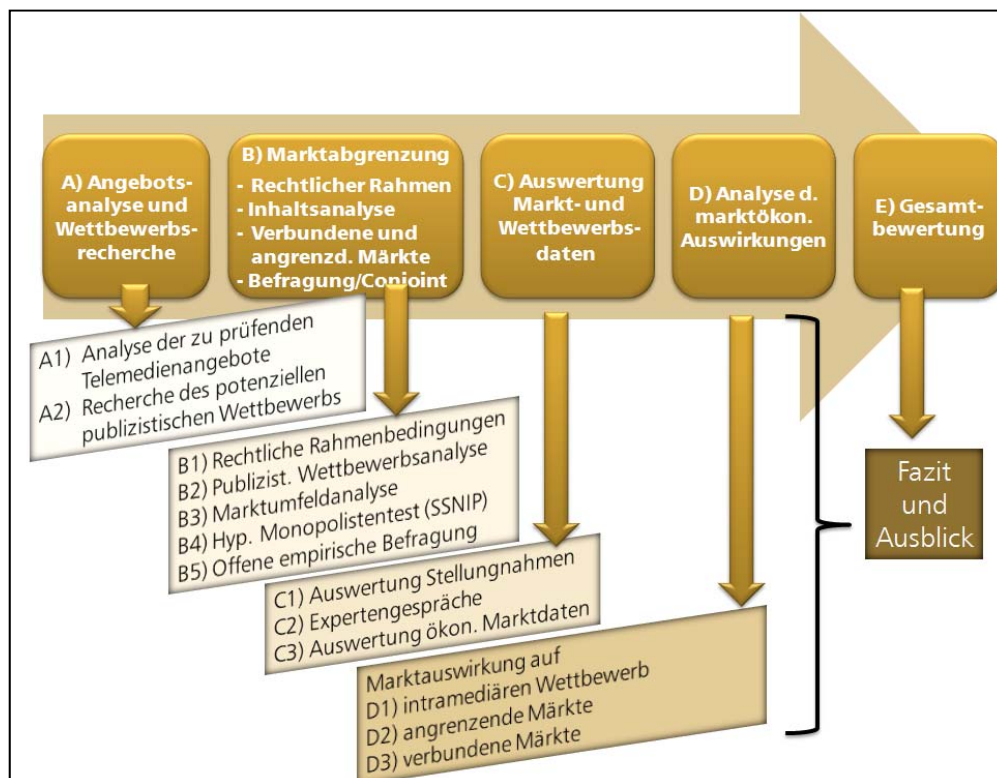 A) Angebots-
analyse und
Wettbewerbs-
recherche
B) Marktabgrenzung
- Rechtlicher Rahmen
- Inhaltsanalyse
- Verbundene und
angrenzd. Märkte
- Befragung/Conjoint
C) Auswertung
Markt- und
Wettbewerbs-
daten
D) Analyse d.
marktökon.
Auswirkungen
E) Gesamt-
bewertung
A1) Analyse der zu prüfenden
Telemedienangebote
A2) Recherche des potenziellen
publizistischen Wettbewerbs
B1) Rechtliche Rahmenbedingungen
B2) Publizist. Wettbewerbsanalyse
B3) Marktumfeldanalyse
B4) Hyp. Monopolistentest (SSNIP)
B5) Offene empirische Befragung
C1) Auswertung Stellungnahmen
C2) Expertengespräche
C3) Auswertung ökon. Marktdaten
Marktauswirkung auf
D1) intramediären Wettbewerb
D2) angrenzende Märkte
D3) verbundene Märkte
Fazit
und
Ausblick